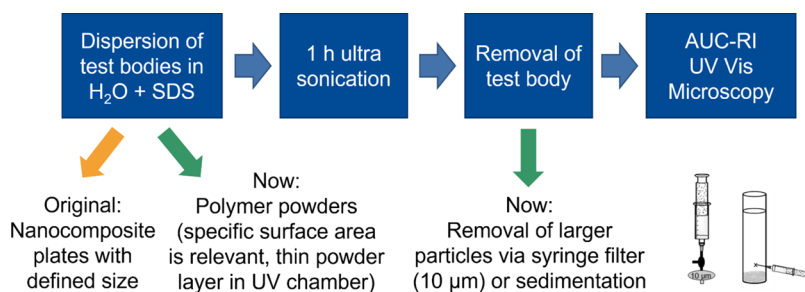 Dispersion of
test bodies in
H₂O + SDS
1 h ultra
sonication
Removal of
test body
AUC-RI
UV Vis
Microscopy
Original:
Nanocomposite
plates with
defined size
Now:
Polymer powders
(specific surface area
is relevant, thin powder
layer in UV chamber)
Now:
Removal of larger
particles via syringe filter
(10 μm) or sedimentation
10 μm